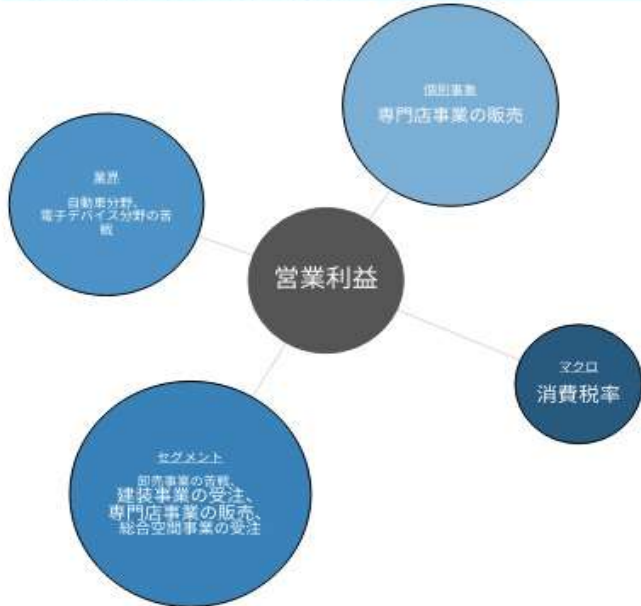 個別事象
専門店事業の販売
業界
自動車分野、
電子デバイス分野の苦
戦
営業利益
マクロ
消費税率
セグメント
卸売事業の苦戦、
建装事業の受注、
専門店事業の販売、
総合空間事業の受注